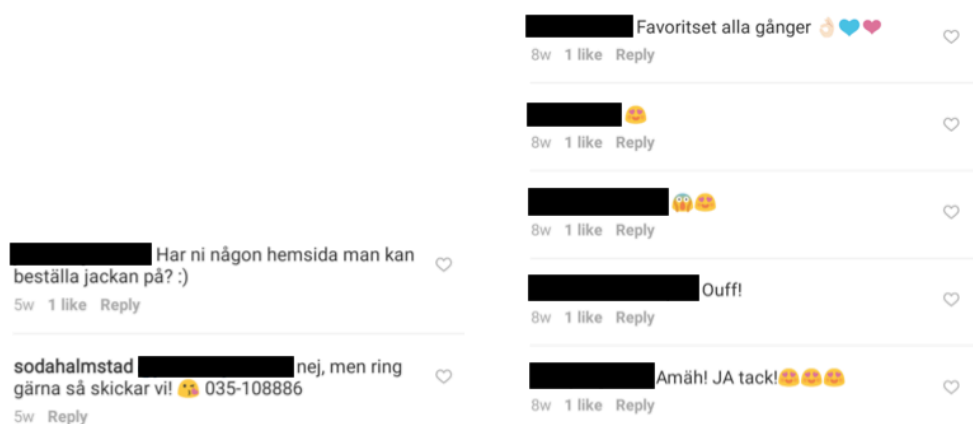 Har ni någon hemsida man kan
beställa jackan på? :)
5w 1 like Reply
sodahalmstad nej, men ring
gärna så skickar vi! 😘 035-108886
5w Reply
Favoritset alla gånger 👌🏻💙💗
8w 1 like Reply
😍
8w 1 like Reply
😱😍
8w 1 like Reply
Ouff!
8w 1 like Reply
Amäh! JA tack!😍😍😍
8w 1 like Reply